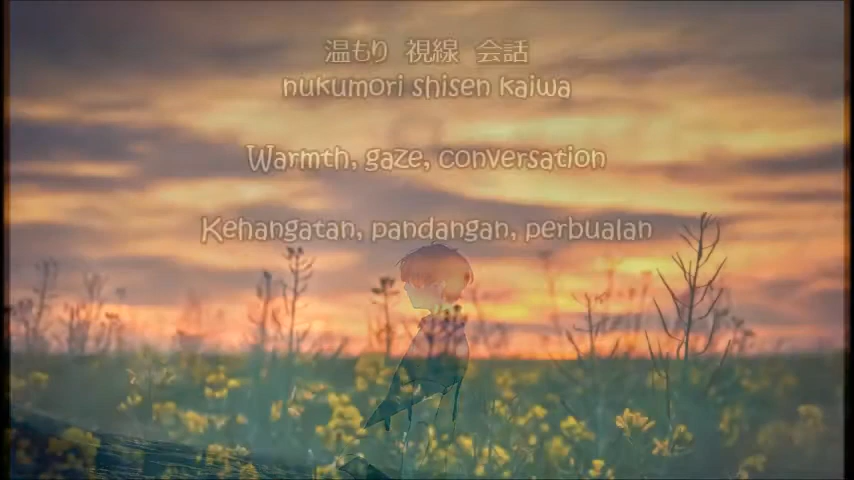 温もり 視線 会話
nukumori shisen kaiwa
Warmth, gaze, conversation
Kehangatan, pandangan, perbualan